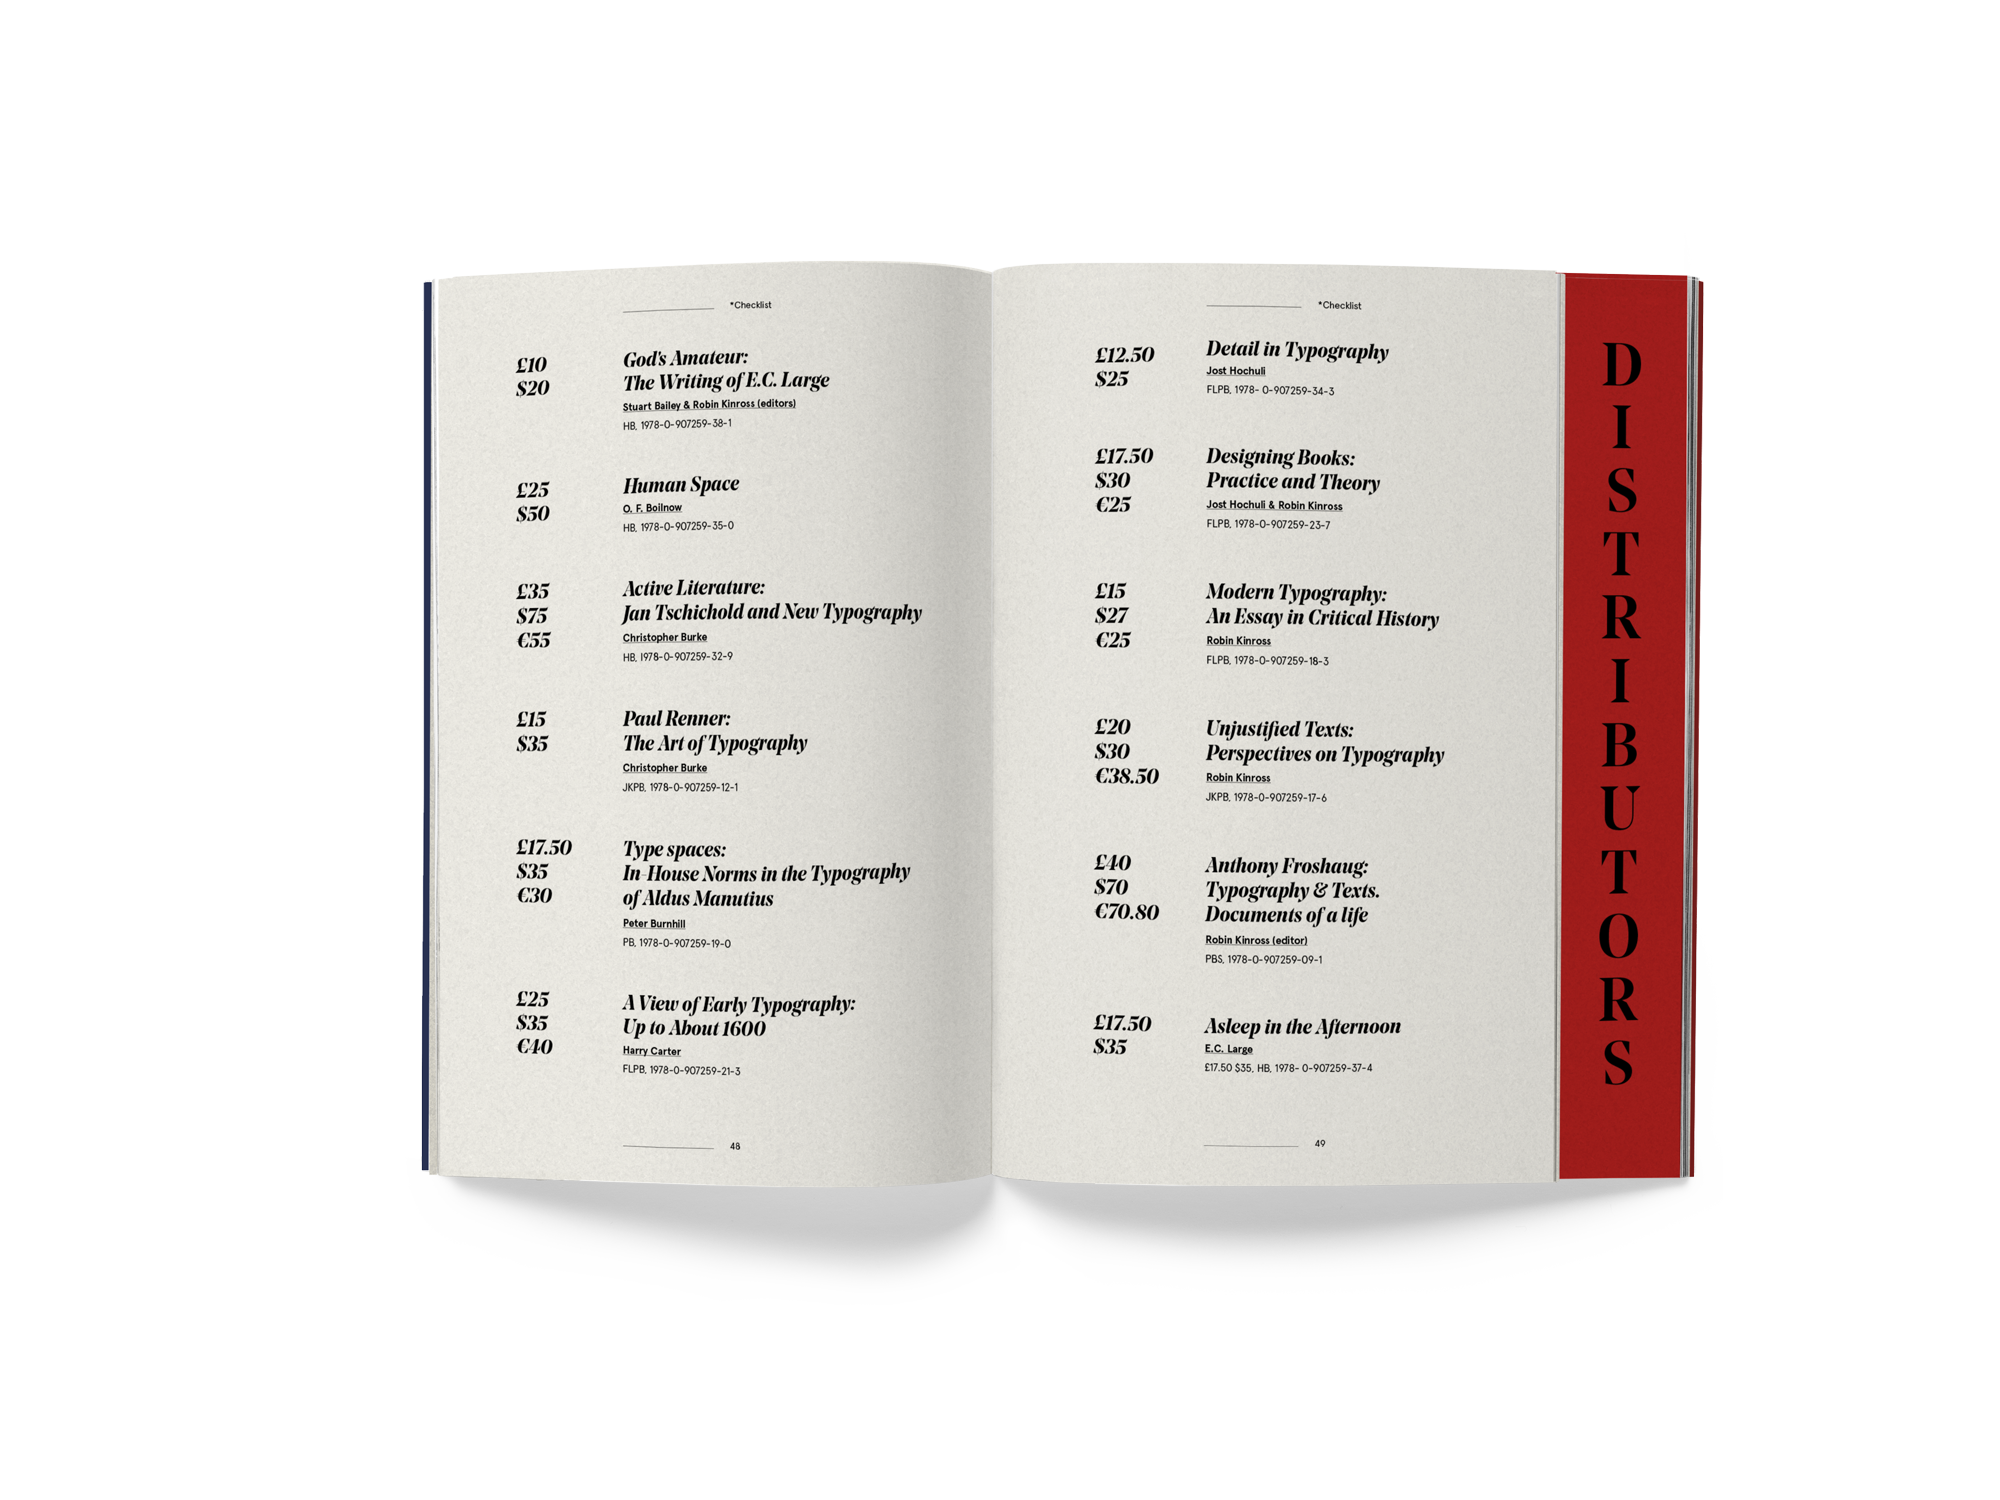 *Checklist
£10
$20
God's Amateur:
The Writing of E.C. Large
Stuart Bailey & Robin Kinross (editors)
HB, 1978-0-907259-38-1
£25
$50
Human Space
O. F. Boilnow
HB, 1978-0-907259-35-0
£35
$75
€55
Active Literature:
Jan Tschichold and New Typography
Christopher Burke
HB, 1978-0-907259-32-9
£15
$35
Paul Renner:
The Art of Typography
Christopher Burke
JKPB, 1978-0-907259-12-1
£17.50
$35
€30
Type spaces:
In-House Norms in the Typography
of Aldus Manutius
Peter Burnhill
PB, 1978-0-907259-19-0
£25
$35
€40
A View of Early Typography:
Up to About 1600
Harry Carter
FLPB, 1978-0-907259-21-3
48
*Checklist
£12.50
$25
Detail in Typography
Jost Hochuli
FLPB, 1978- 0-907259-34-3
£17.50
$30
€25
Designing Books:
Practice and Theory
Jost Hochuli & Robin Kinross
FLPB, 1978-0-907259-23-7
£15
$27
€25
Modern Typography:
An Essay in Critical History
Robin Kinross
FLPB, 1978-0-907259-18-3
£20
$30
€38.50
Unjustified Texts:
Perspectives on Typography
Robin Kinross
JKPB, 1978-0-907259-17-6
£40
$70
€70.80
Anthony Froshaug:
Typography & Texts.
Documents of a life
Robin Kinross (editor)
PBS, 1978-0-907259-09-1
£17.50
$35
Asleep in the Afternoon
E.C. Large
£17.50 $35, HB, 1978- 0-907259-37-4
49
DISTRIBUTORS